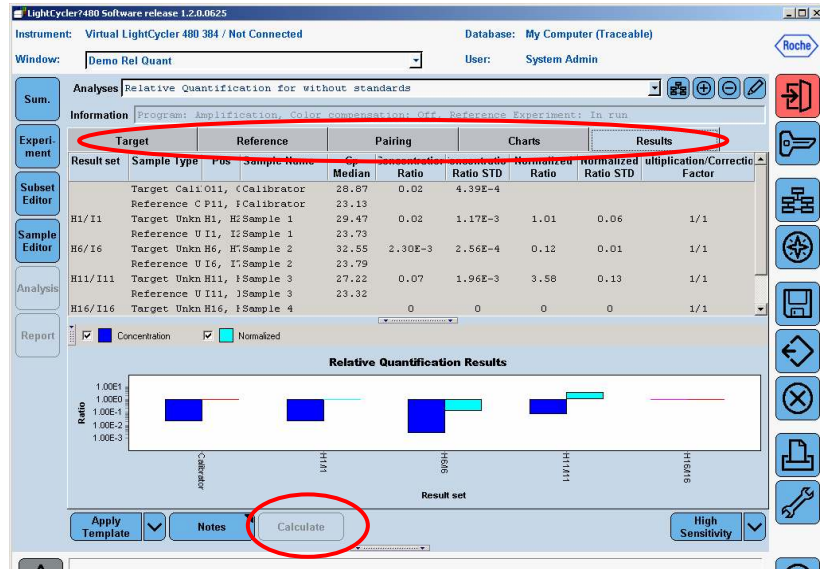 LightCycler?480 Software release 1.2.0.0625
Instrument: Virtual LightCycler 480 384 / Not Connected Database: My Computer (Traceable)
Window: Demo Rel Quant User: System Admin
Roche
Sum.
Experi-
ment
Subset
Editor
Sample
Editor
Analysis
Report
Analyses Relative Quantification for without standards
Information Program: Amplification, Color compensation: Off, Reference Experiment: In run
Target Reference Pairing Charts Results
Result set Sample Type Pos Sample Name Cp Normalized Normalized ultiplication/Correctio
Median Ratio Ratio STD Ratio Ratio STD Factor
Target Cali O11, ( Calibrator 28.87 0.02 4.39E-4
Reference C P11, Calibrator 23.13
H1/I1 Target Unkn H1, H2 Sample 1 29.47 0.02 1.17E-3 1.01 0.06 1/1
Reference U I1, I2 Sample 1 23.73
H6/I6 Target Unkn H6, H7 Sample 2 32.55 2.30E-3 2.56E-4 0.12 0.01 1/1
Reference U I6, I7 Sample 2 23.79
H11/I11 Target Unkn H11, Sample 3 27.22 0.07 1.96E-3 3.58 0.13 1/1
Reference U I11, Sample 3 23.32
H16/I16 Target Unkn H16, Sample 4 0 0 0 0 1/1
Concentration Normalized
Relative Quantification Results
Ratio
1.00E1
1.00E0
1.00E-1
1.00E-2
1.00E-3
Calibrator
H1/I1
H6/I6
H11/I11
H16/I16
Result set
Apply
Template
Notes
Calculate
High
Sensitivity